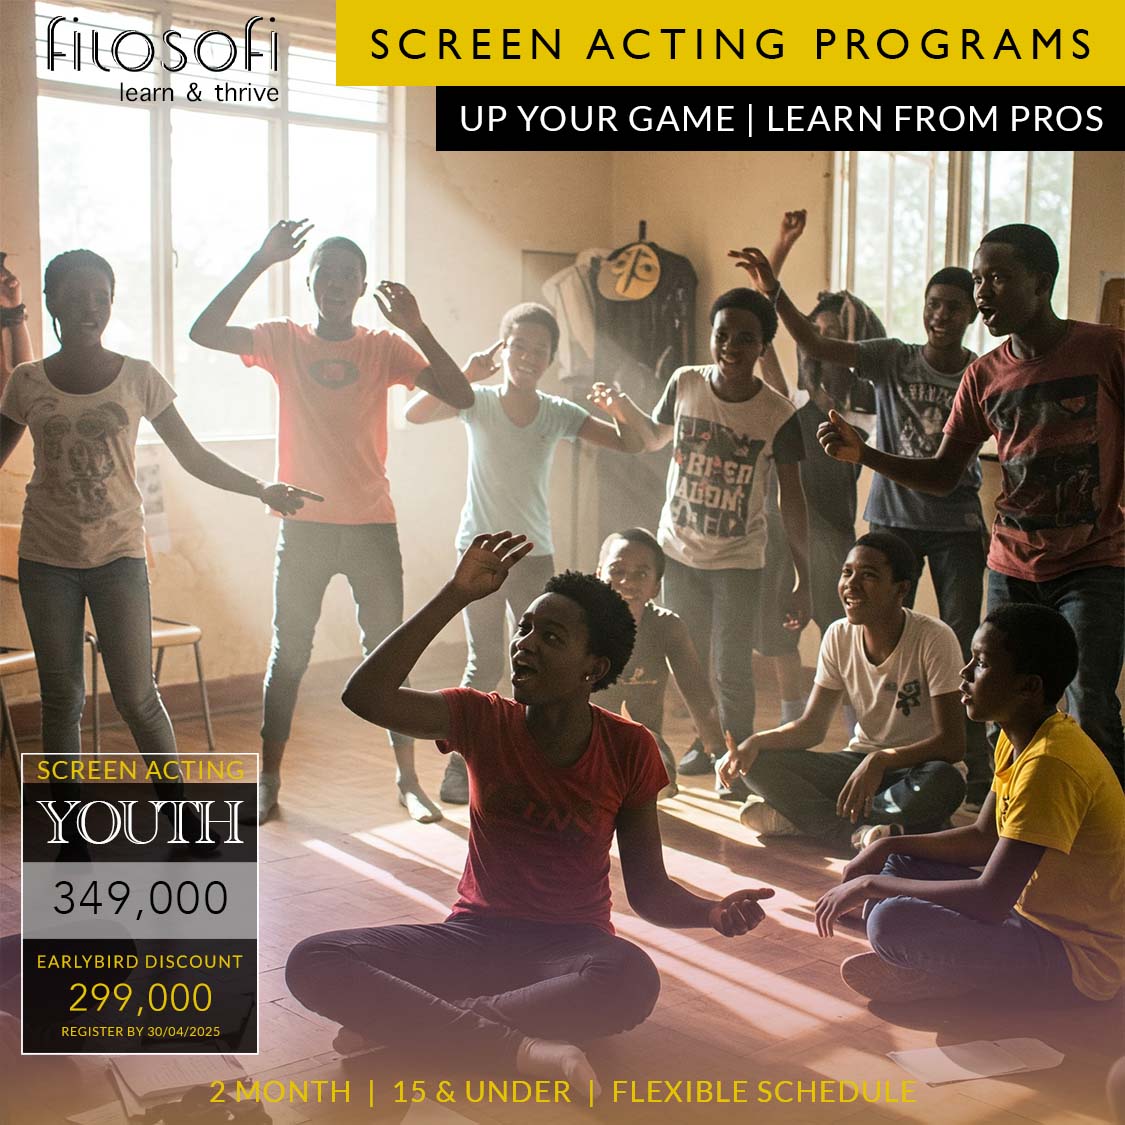 filosofi
learn & thrive
SCREEN ACTING PROGRAMS
UP YOUR GAME | LEARN FROM PROS
SCREEN ACTING
YOUTH
349,000
EARLYBIRD DISCOUNT
299,000
REGISTER BY 30/04/2025
2 MONTH | 15 & UNDER | FLEXIBLE SCHEDULE